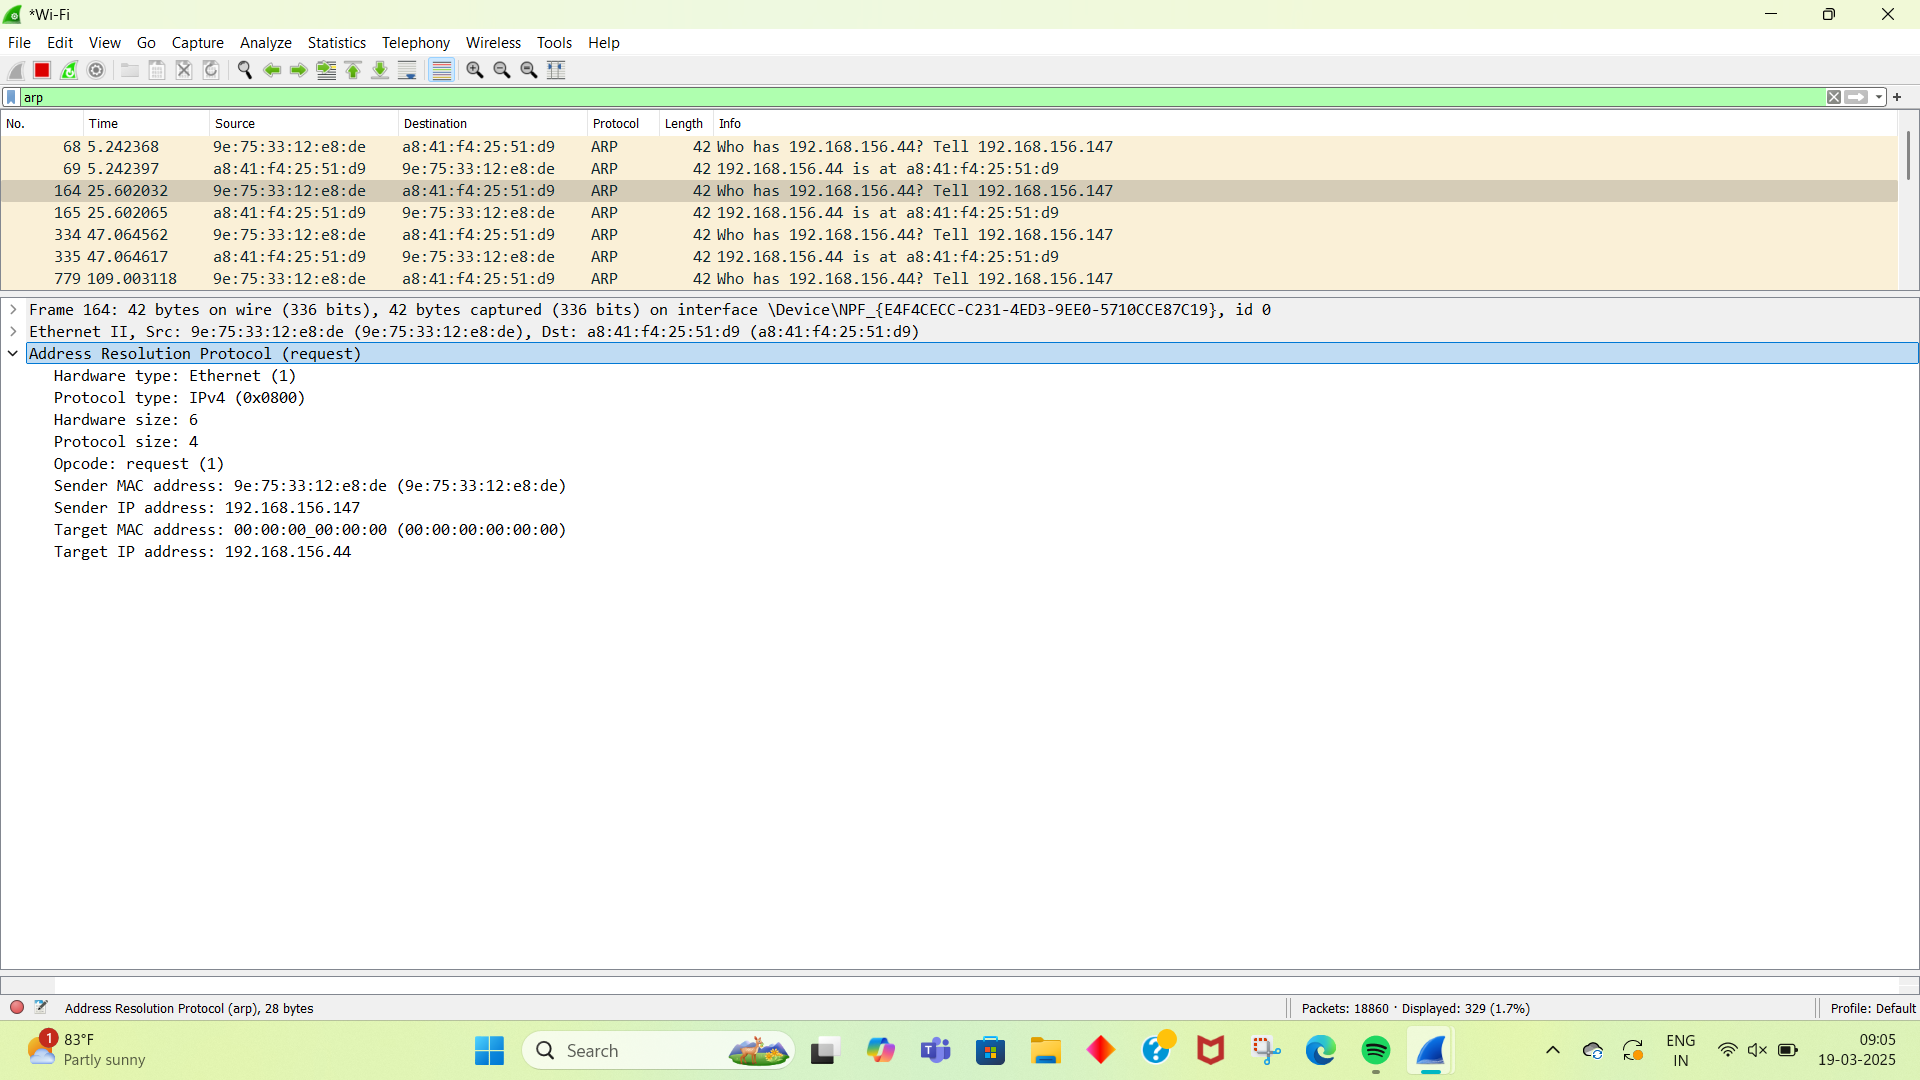 *Wi-Fi
File Edit View Go Capture Analyze Statistics Telephony Wireless Tools Help
arp
No. Time Source Destination Protocol Length Info
68 5.242368 9e:75:33:12:e8:de a8:41:f4:25:51:d9 ARP 42 Who has 192.168.156.44? Tell 192.168.156.147
69 5.242397 a8:41:f4:25:51:d9 9e:75:33:12:e8:de ARP 42 192.168.156.44 is at a8:41:f4:25:51:d9
164 25.602032 9e:75:33:12:e8:de a8:41:f4:25:51:d9 ARP 42 Who has 192.168.156.44? Tell 192.168.156.147
165 25.602065 a8:41:f4:25:51:d9 9e:75:33:12:e8:de ARP 42 192.168.156.44 is at a8:41:f4:25:51:d9
334 47.064562 9e:75:33:12:e8:de a8:41:f4:25:51:d9 ARP 42 Who has 192.168.156.44? Tell 192.168.156.147
335 47.064617 a8:41:f4:25:51:d9 9e:75:33:12:e8:de ARP 42 192.168.156.44 is at a8:41:f4:25:51:d9
779 109.003118 9e:75:33:12:e8:de a8:41:f4:25:51:d9 ARP 42 Who has 192.168.156.44? Tell 192.168.156.147
Frame 164: 42 bytes on wire (336 bits), 42 bytes captured (336 bits) on interface \Device\NPF_{E4F4CECC-C231-4ED3-9EE0-5710CCE87C19}, id 0
Ethernet II, Src: 9e:75:33:12:e8:de (9e:75:33:12:e8:de), Dst: a8:41:f4:25:51:d9 (a8:41:f4:25:51:d9)
Address Resolution Protocol (request)
Hardware type: Ethernet (1)
Protocol type: IPv4 (0x0800)
Hardware size: 6
Protocol size: 4
Opcode: request (1)
Sender MAC address: 9e:75:33:12:e8:de (9e:75:33:12:e8:de)
Sender IP address: 192.168.156.147
Target MAC address: 00:00:00_00:00:00 (00:00:00:00:00:00)
Target IP address: 192.168.156.44
Address Resolution Protocol (arp), 28 bytes
Packets: 18860 · Displayed: 329 (1.7%)
Profile: Default
1
83°F
Partly sunny
Search
ENG
IN
09:05
19-03-2025